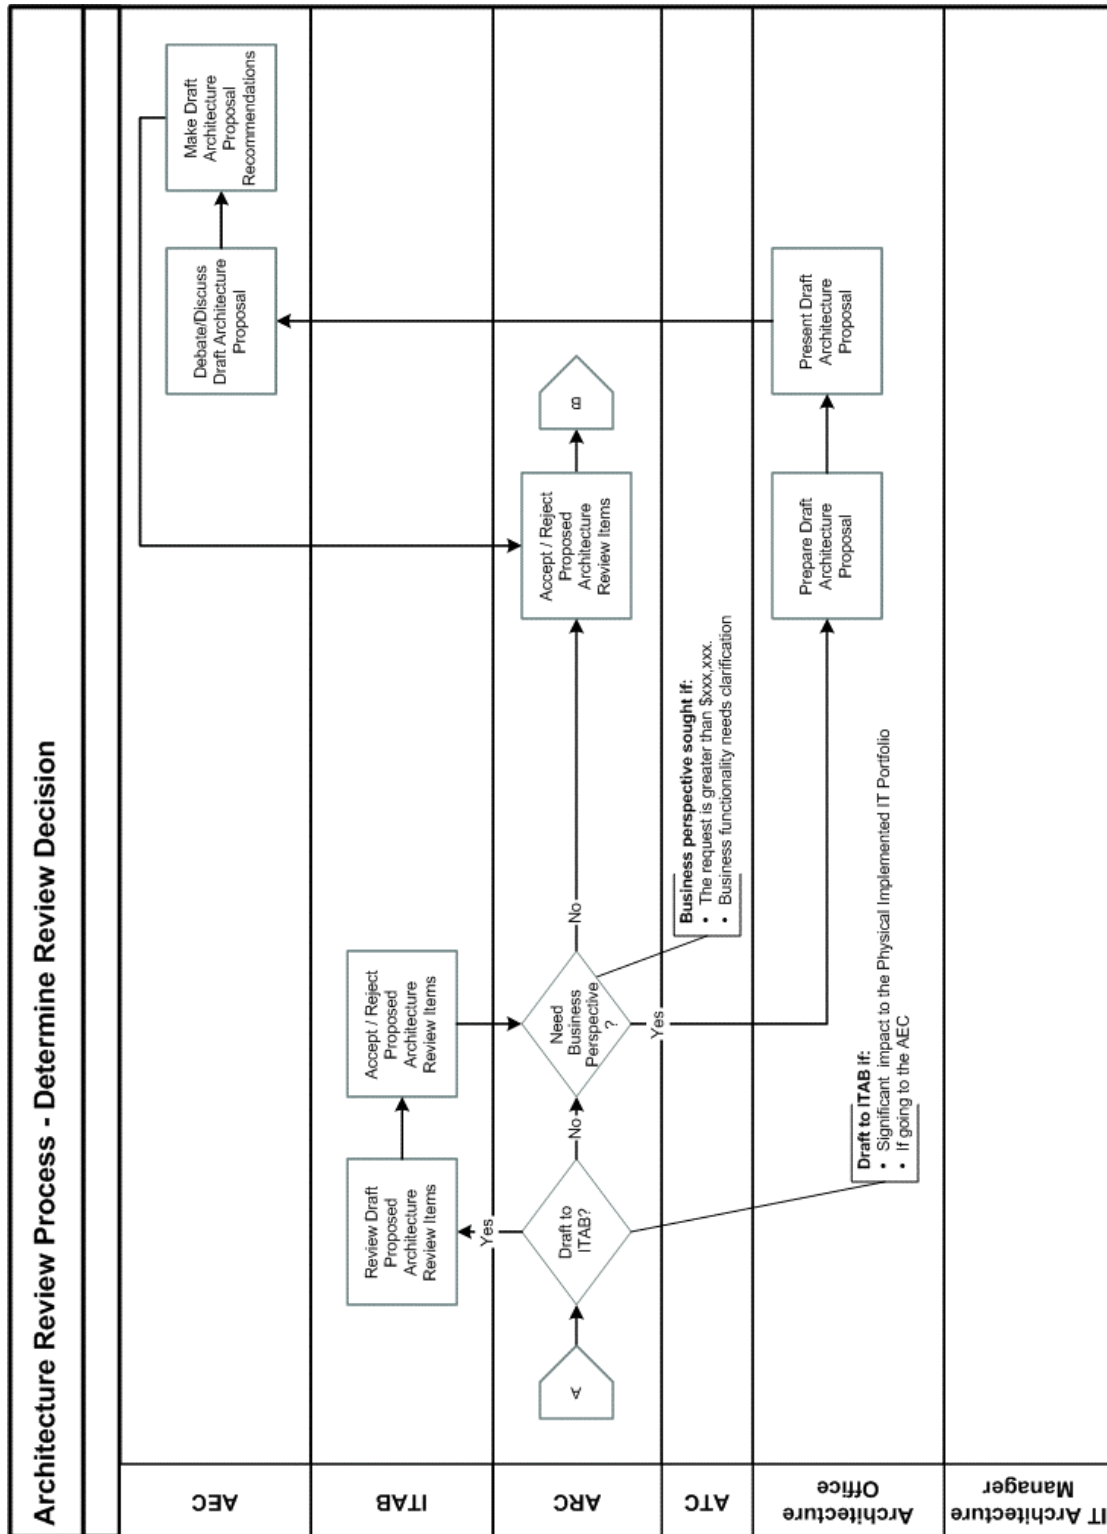 Architecture Review Process - Determine Review Decision
AEC
Debate/Discuss
Draft Architecture
Proposal
Make Draft
Architecture
Proposal
Recommendations
ITAB
Review Draft
Proposed
Architecture
Review Items
Accept / Reject
Proposed
Architecture
Review Items
Yes
ARC
A
Draft to
ITAB?
No
Need
Business
Perspective
?
No
Accept / Reject
Proposed
Architecture
Review Items
B
Yes
ATC
Business perspective sought if:
• The request is greater than $xxx,xxx.
• Business functionality needs clarification
Architecture
Office
Prepare Draft
Architecture
Proposal
Present Draft
Architecture
Proposal
Draft to ITAB if:
• Significant impact to the Physical Implemented IT Portfolio
• If going to the AEC
IT Architecture
Manager